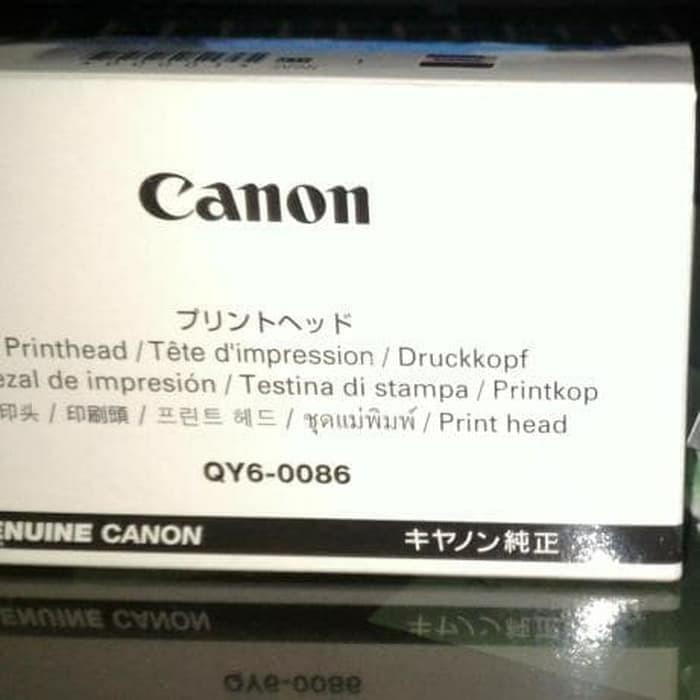 Canon
プリントヘッド
Printhead / Tête d'impression / Druckkopf
ezal de impresión / Testina di stampa / Printkop
印头 / 印刷頭 / 프린트 헤드 / ชุดแม่พิมพ์ / Print head
QY6-0086
ENUINE CANON キヤノン純正